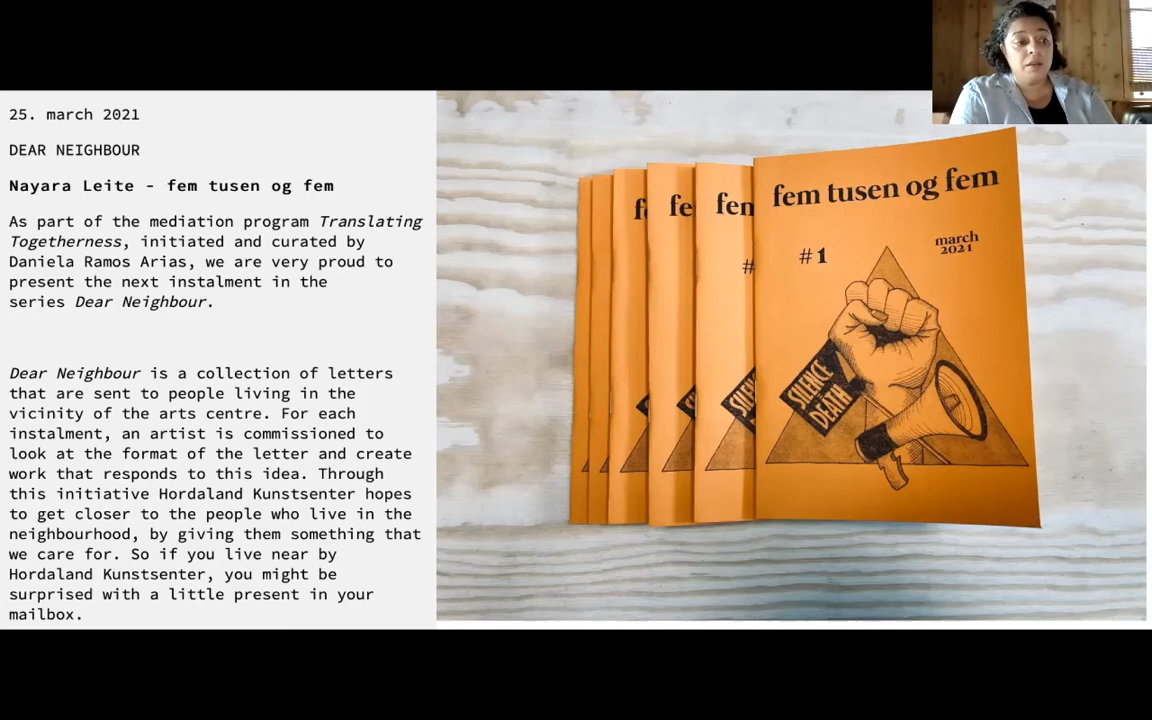 25. march 2021
DEAR NEIGHBOUR
Nayara Leite - fem tusen og fem
As part of the mediation program Translating
Togetherness, initiated and curated by
Daniela Ramos Arias, we are very proud to
present the next instalment in the
series Dear Neighbour.
Dear Neighbour is a collection of letters
that are sent to people living in the
vicinity of the arts centre. For each
instalment, an artist is commissioned to
look at the format of the letter and create
work that responds to this idea. Through
this initiative Hordaland Kunstsenter hopes
to get closer to the people who live in the
neighbourhood, by giving them something that
we care for. So if you live near by
Hordaland Kunstsenter, you might be
surprised with a little present in your
mailbox.
fe
fe
fem
#
fem tusen og fem
#1
march
2021
SILENCE
=
DEATH